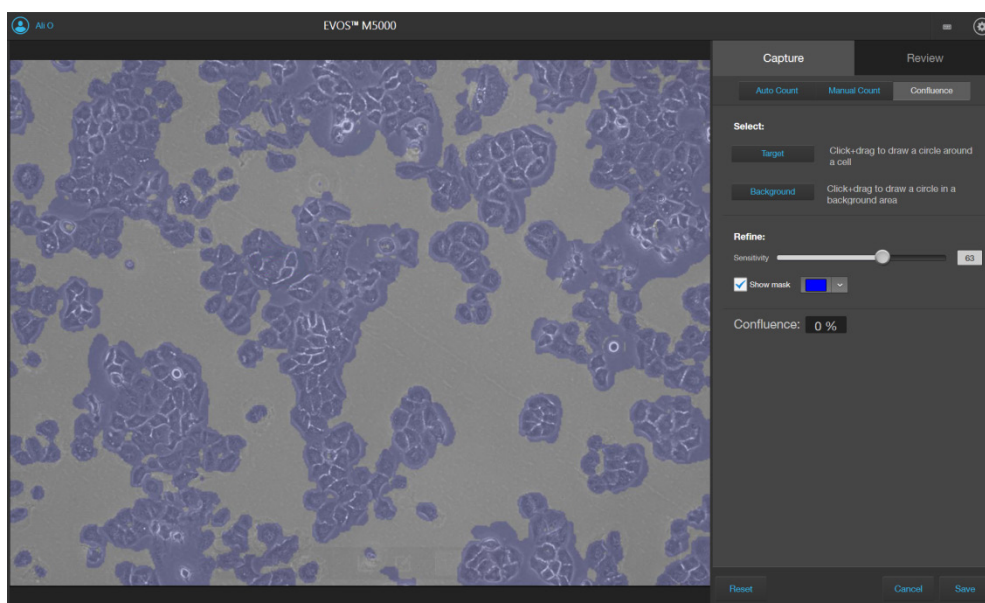 Ali O
EVOS™ M5000
Capture
Review
Auto Count
Manual Count
Confluence
Select:
Target
Click+drag to draw a circle around
a cell
Background
Click+drag to draw a circle in a
background area
Refine:
Sensitivity
63
Show mask
Confluence:
0 %
Reset
Cancel
Save